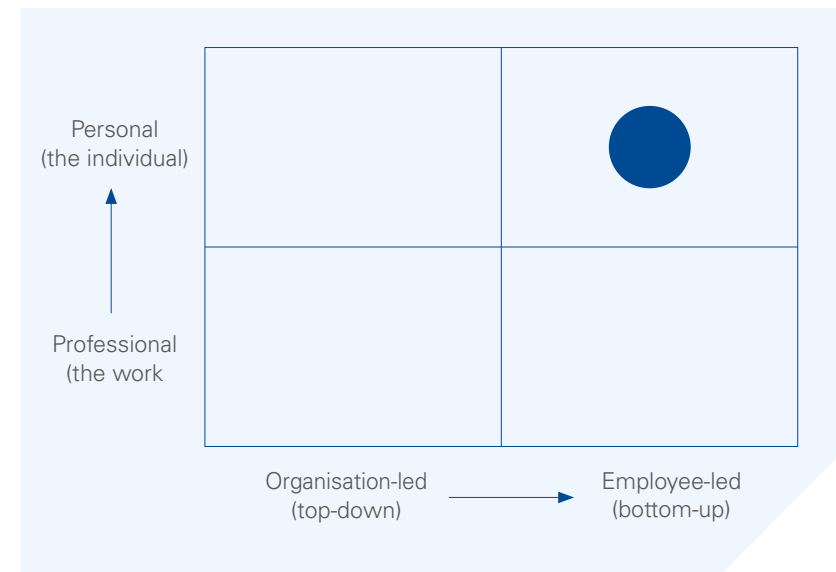 Personal
(the individual)
Professional
(the work
Organisation-led
(top-down)
Employee-led
(bottom-up)